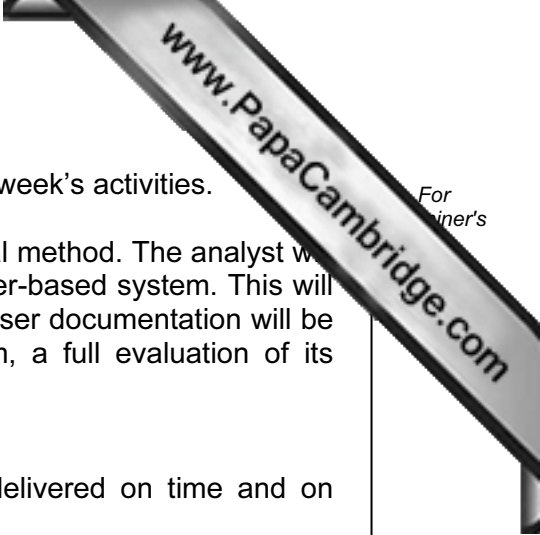 www.PapaCambridge.com
week's activities.
For
iner's
l method. The analyst w
er-based system. This will
ser documentation will be
n, a full evaluation of its
delivered on time and on